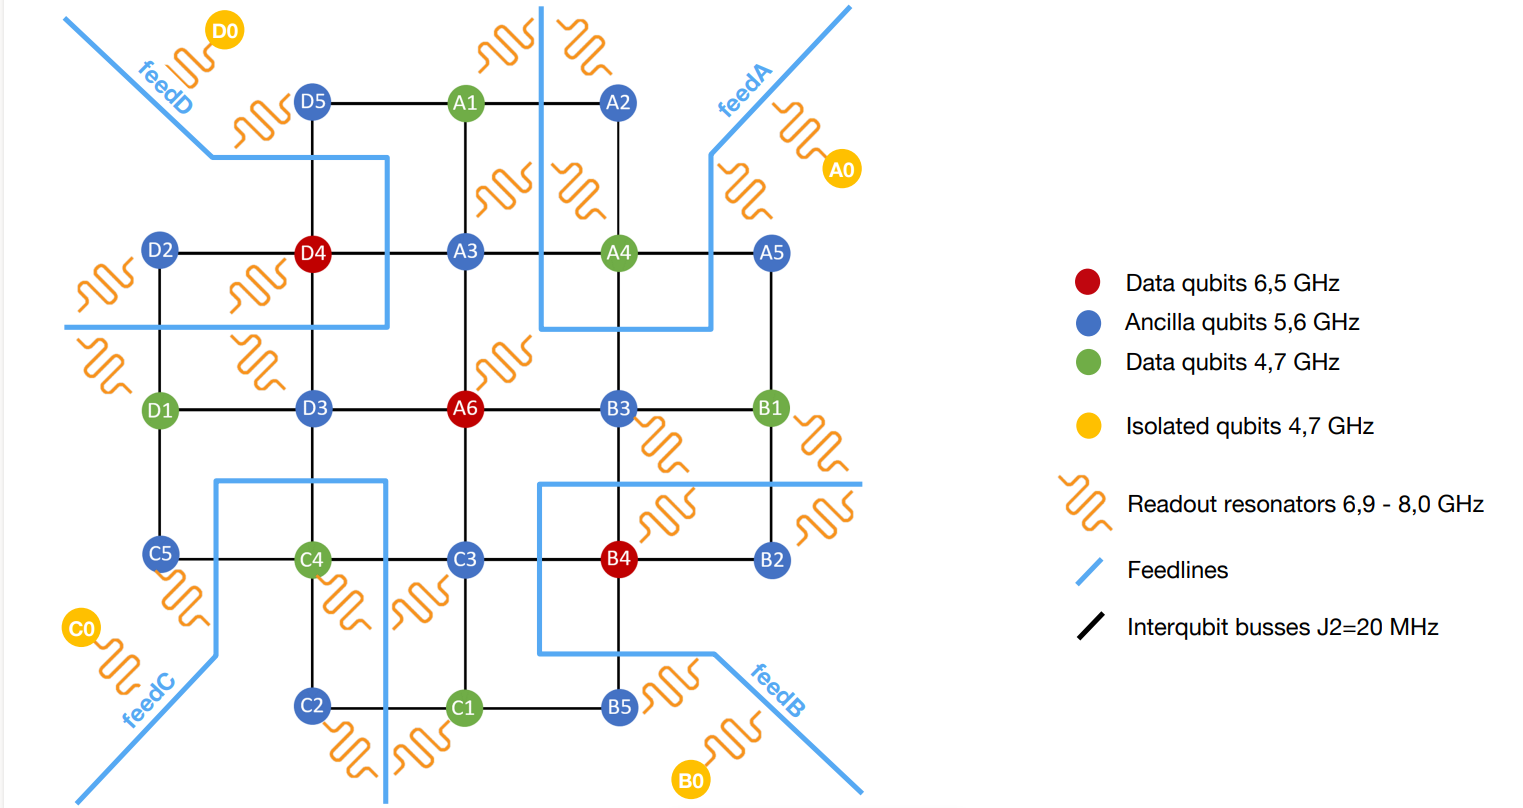 D0
feedD
feedA
D5
A1
A2
A0
D2
D4
A3
A4
A5
D1
D3
A6
B3
B1
C5
C4
C3
B4
B2
C0
feedC
C2
C1
B5
feedB
B0
Data qubits 6,5 GHz
Ancilla qubits 5,6 GHz
Data qubits 4,7 GHz
Isolated qubits 4,7 GHz
Readout resonators 6,9 - 8,0 GHz
Feedlines
Interqubit busses J2=20 MHz